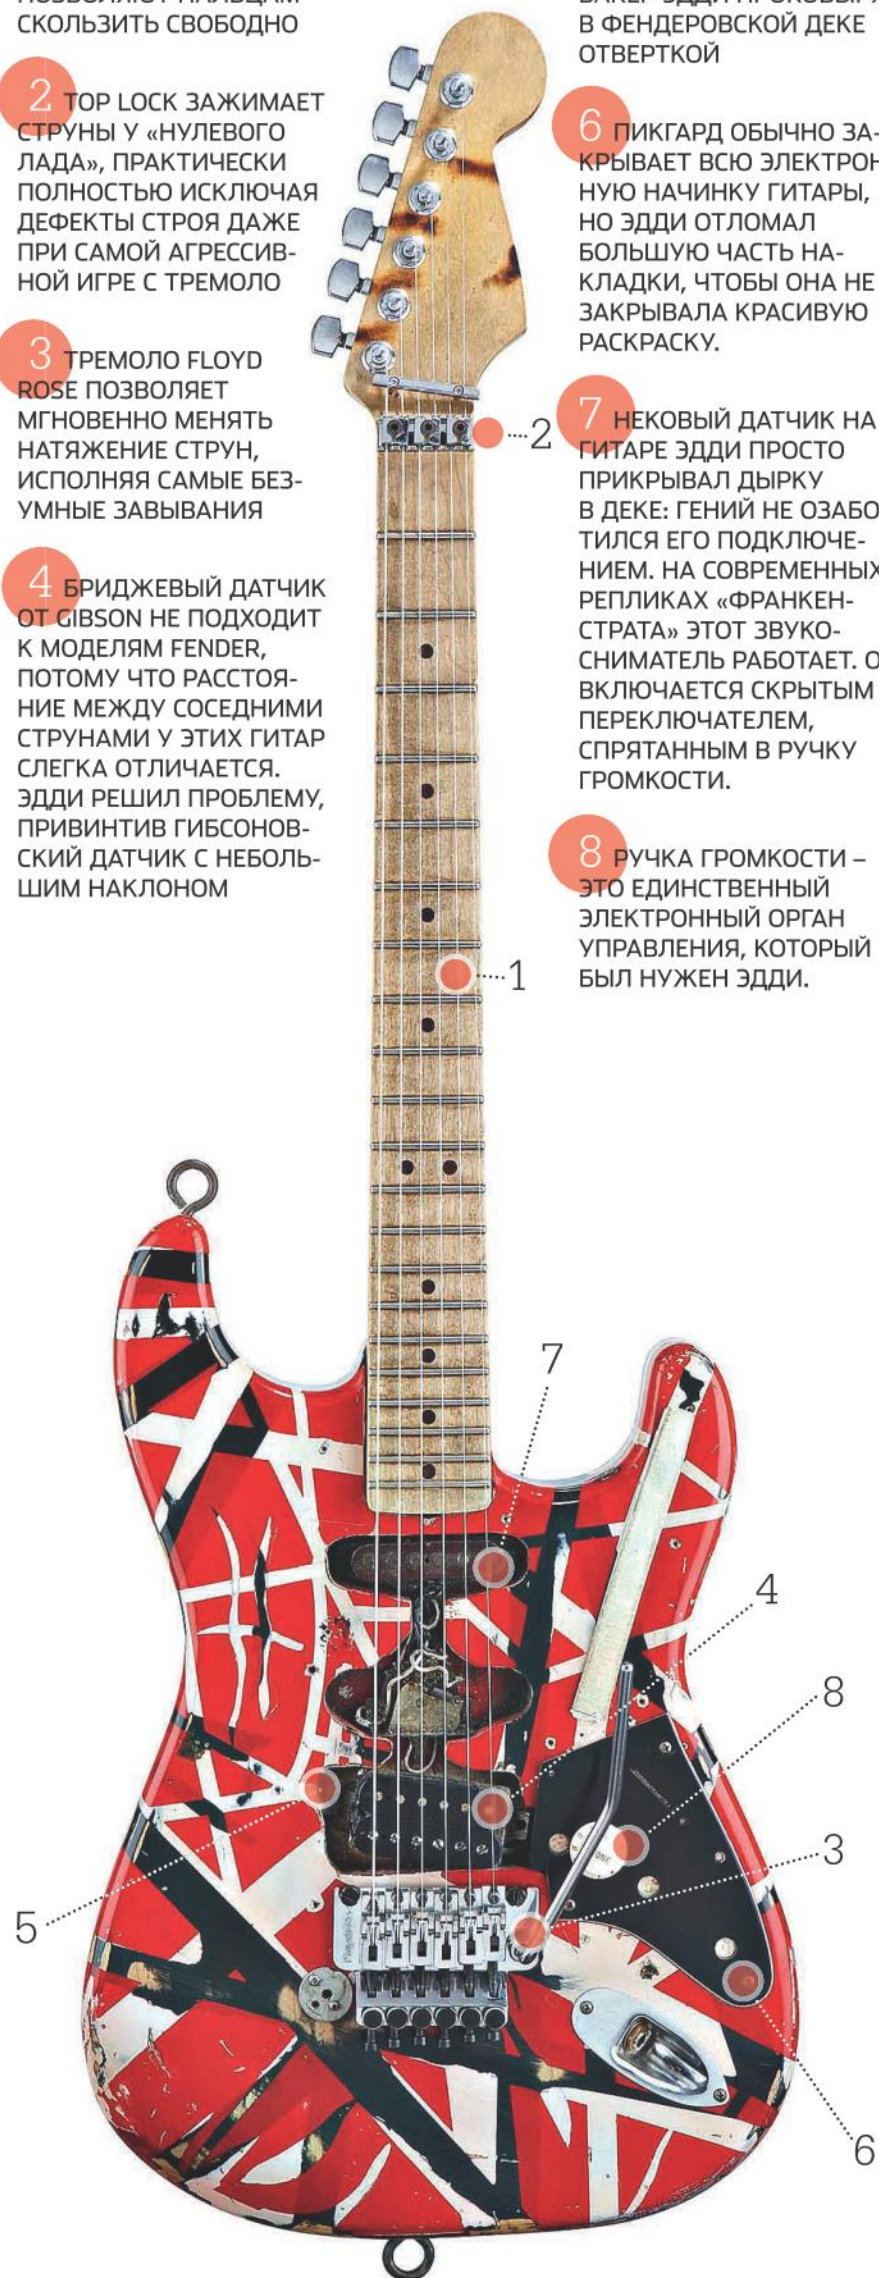 СКОЛЬЗИТЬ СВОБОДНО
2 TOP LOCK ЗАЖИМАЕТ
СТРУНЫ У «НУЛЕВОГО
ЛАДА», ПРАКТИЧЕСКИ
ПОЛНОСТЬЮ ИСКЛЮЧАЯ
ДЕФЕКТЫ СТРОЯ ДАЖЕ
ПРИ САМОЙ АГРЕССИВ-
НОЙ ИГРЕ С ТРЕМОЛО
3 ТРЕМОЛО FLOYD
ROSE ПОЗВОЛЯЕТ
МГНОВЕННО МЕНЯТЬ
НАТЯЖЕНИЕ СТРУН,
ИСПОЛНЯЯ САМЫЕ БЕЗ-
УМНЫЕ ЗАВЫВАНИЯ
4 БРИДЖЕВЫЙ ДАТЧИК
ОТ GIBSON НЕ ПОДХОДИТ
К МОДЕЛЯМ FENDER,
ПОТОМУ ЧТО РАССТОЯ-
НИЕ МЕЖДУ СОСЕДНИМИ
СТРУНАМИ У ЭТИХ ГИТАР
СЛЕГКА ОТЛИЧАЕТСЯ.
ЭДДИ РЕШИЛ ПРОБЛЕМУ,
ПРИВИНТИВ ГИБСОНОВ-
СКИЙ ДАТЧИК С НЕБОЛЬ-
ШИМ НАКЛОНОМ
В ФЕНДЕРОВСКОЙ ДЕКЕ
ОТВЕРТКОЙ
6 ПИКГАРД ОБЫЧНО ЗА-
КРЫВАЕТ ВСЮ ЭЛЕКТРОН
НУЮ НАЧИНКУ ГИТАРЫ,
НО ЭДДИ ОТЛОМАЛ
БОЛЬШУЮ ЧАСТЬ НА-
КЛАДКИ, ЧТОБЫ ОНА НЕ
ЗАКРЫВАЛА КРАСИВУЮ
РАСКРАСКУ.
7 НЕКОВЫЙ ДАТЧИК НА
ГИТАРЕ ЭДДИ ПРОСТО
ПРИКРЫВАЛ ДЫРКУ
В ДЕКЕ: ГЕНИЙ НЕ ОЗАБО
ТИЛСЯ ЕГО ПОДКЛЮЧЕ-
НИЕМ. НА СОВРЕМЕННЫХ
РЕПЛИКАХ «ФРАНКЕН-
СТРАТА» ЭТОТ ЗВУКО-
СНИМАТЕЛЬ РАБОТАЕТ. О
ВКЛЮЧАЕТСЯ СКРЫТЫМ
ПЕРЕКЛЮЧАТЕЛЕМ,
СПРЯТАННЫМ В РУЧКУ
ГРОМКОСТИ.
8 РУЧКА ГРОМКОСТИ –
ЭТО ЕДИНСТВЕННЫЙ
ЭЛЕКТРОННЫЙ ОРГАН
УПРАВЛЕНИЯ, КОТОРЫЙ
БЫЛ НУЖЕН ЭДДИ.
2
1
7
4
8
3
5
6